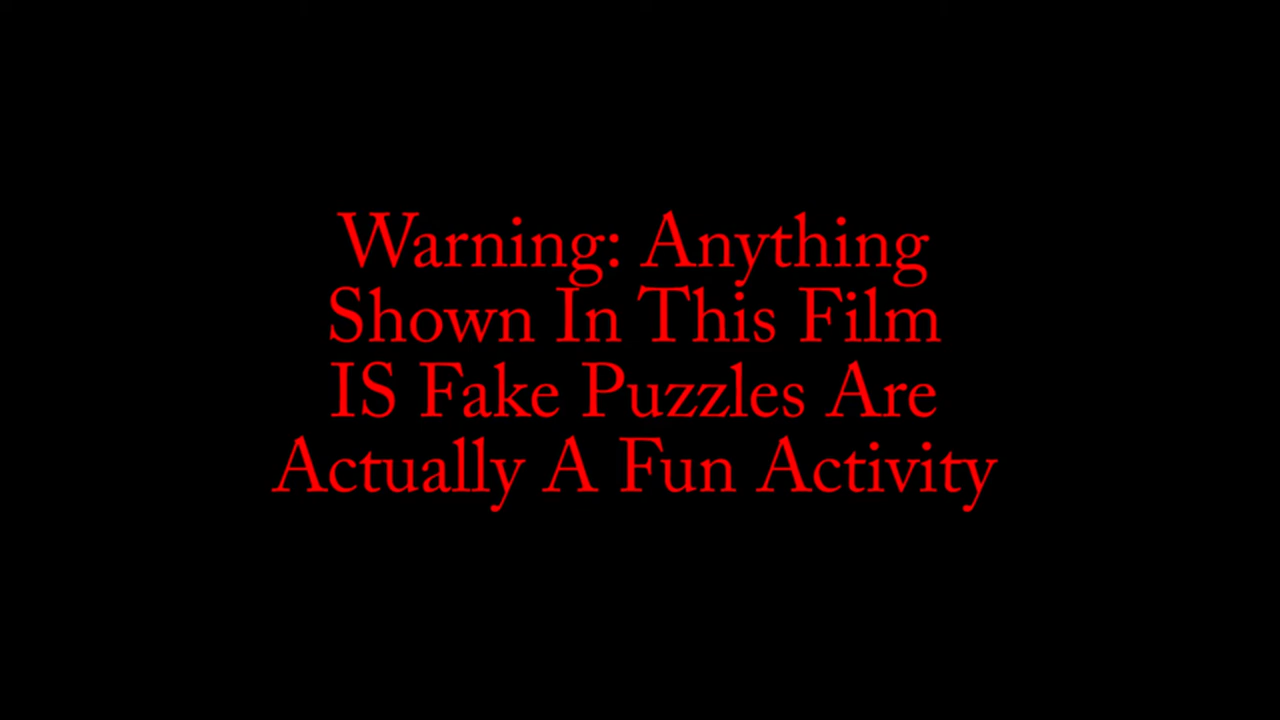 Warning: Anything
Shown In This Film
IS Fake Puzzles Are
Actually A Fun Activity